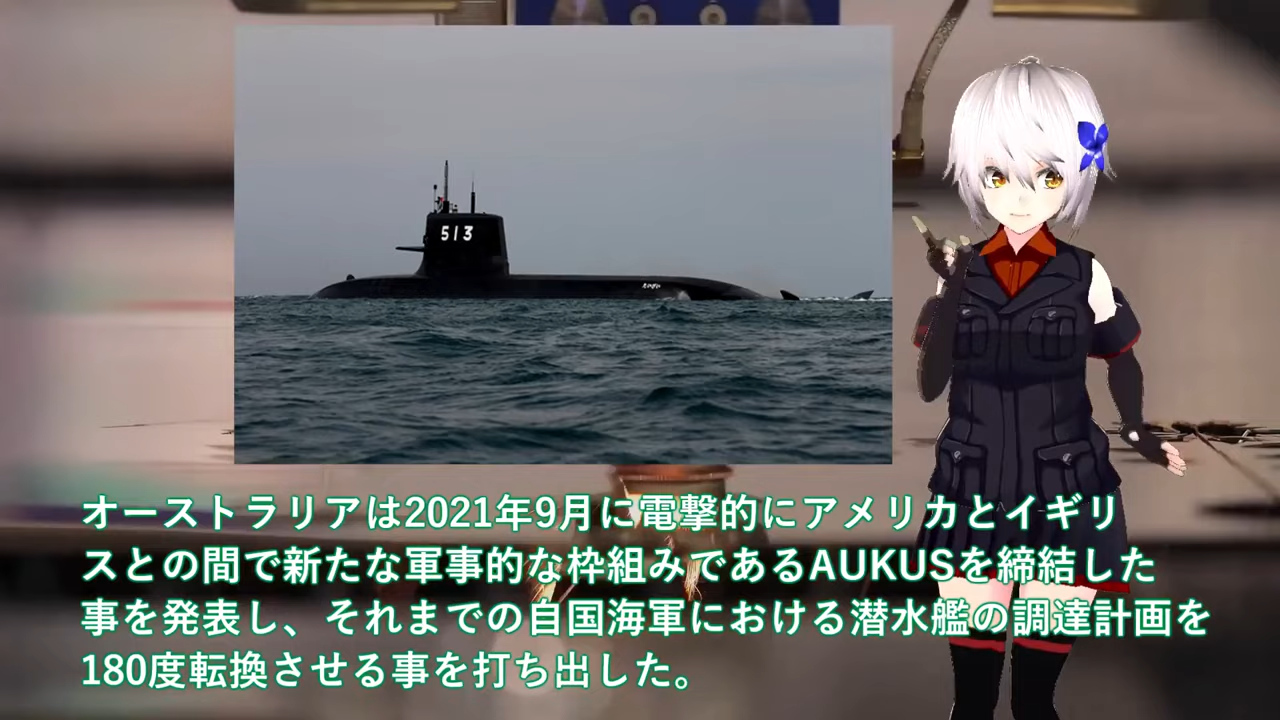 513
オーストラリアは2021年9月に電撃的にアメリカとイギリ
スとの間で新たな軍事的な枠組みであるAUKUSを締結した
事を発表し、それまでの自国海軍における潜水艦の調達計画を
180度転換させる事を打ち出した。